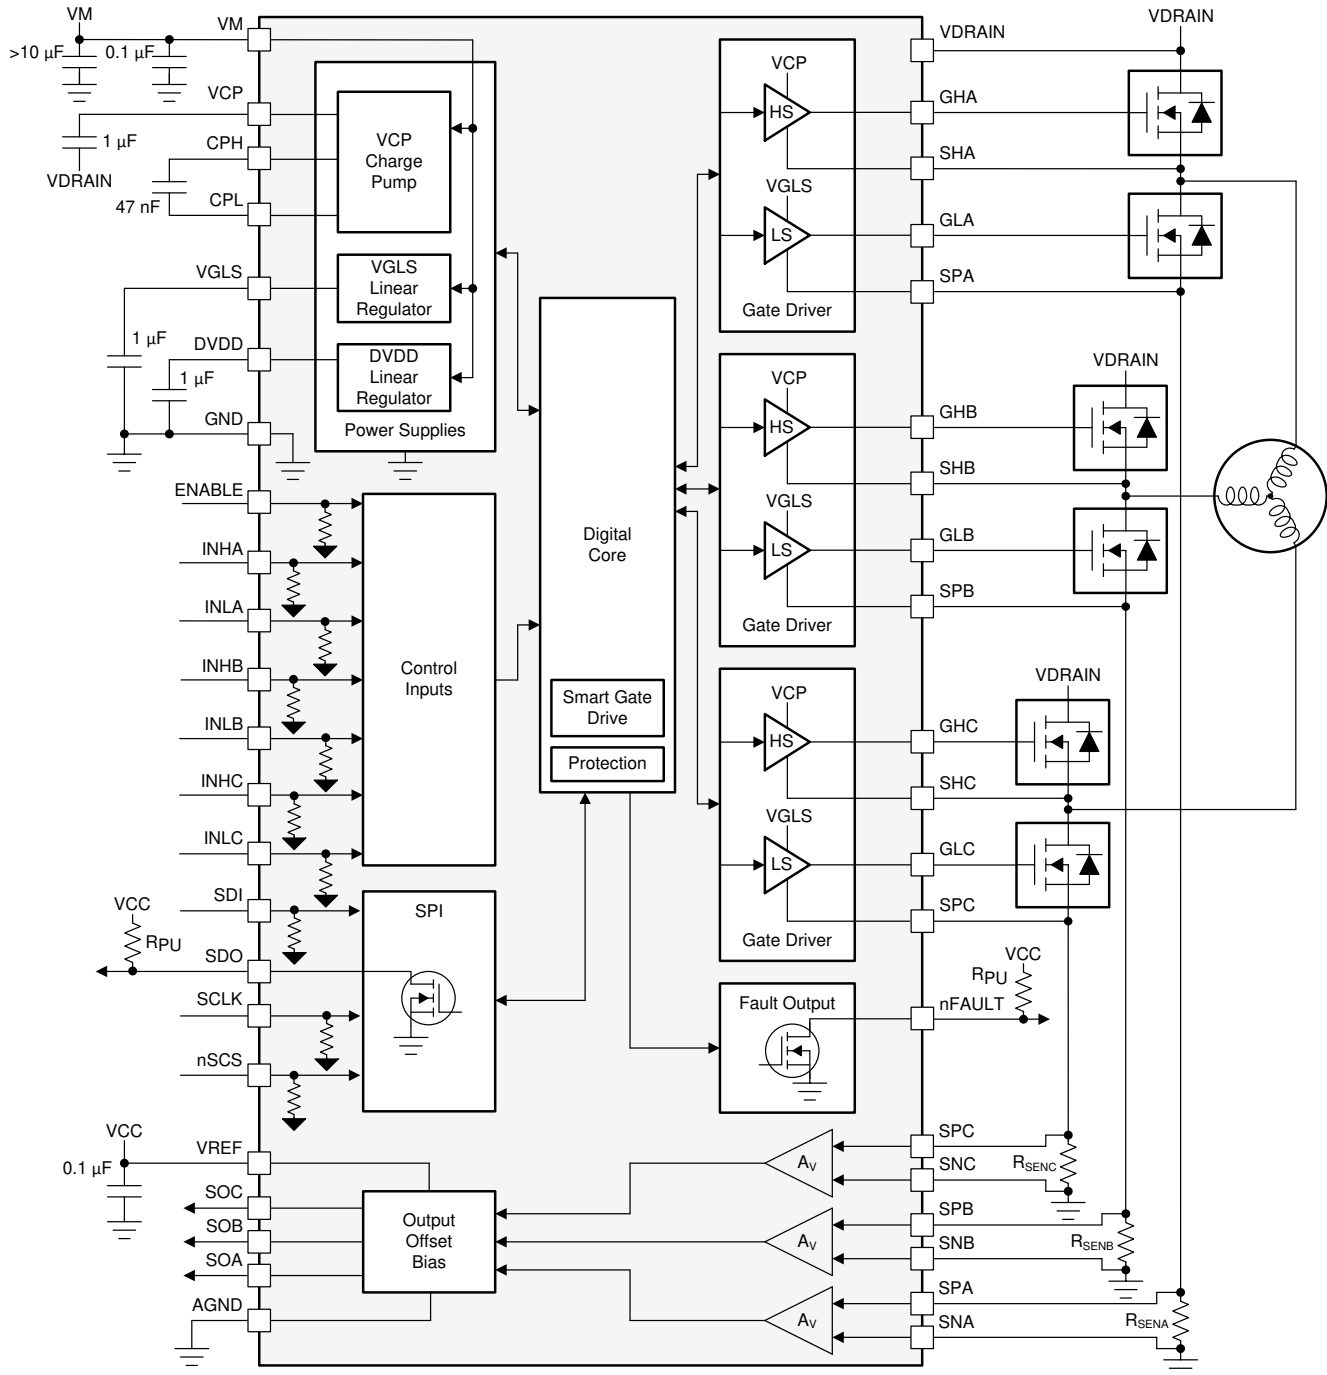 VM
VM
>10 µF
0.1 µF
VCP
1 µF
VDRAIN
CPH
47 nF
CPL
VGLS
1 µF
DVDD
1 µF
GND
ENABLE
INHA
INLA
INHB
INLB
INHC
INLC
SDI
VCC
RPU
SDO
SCLK
nSCS
VCC
0.1 µF
VREF
SOC
SOB
SOA
AGND
VCP
Charge
Pump
VGLS
Linear
Regulator
DVDD
Linear
Regulator
Power Supplies
Control
Inputs
SPI
Output
Offset
Bias
Digital
Core
Smart Gate
Drive
Protection
VCP
HS
VGLS
LS
Gate Driver
VCP
HS
VGLS
LS
Gate Driver
VCP
HS
VGLS
LS
Gate Driver
Fault Output
AV
AV
AV
VDRAIN
VDRAIN
GHA
SHA
GLA
SPA
VDRAIN
GHB
SHB
GLB
SPB
VDRAIN
GHC
SHC
GLC
SPC
VCC
RPU
nFAULT
SPC
SNC
RSENC
SPB
SNB
RSENB
SPA
SNA
RSENA